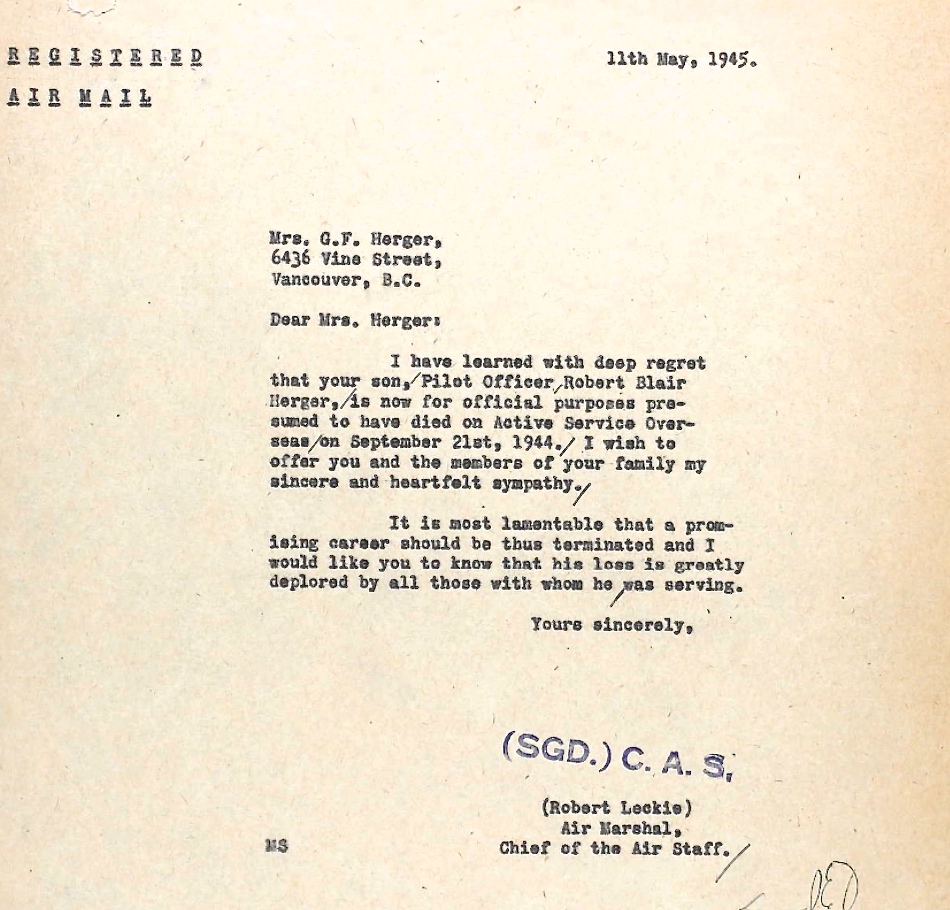 REGISTERED
11th May, 1945.
AIR MAIL
Mrs. G.F. Herger,
6436 Vine Street,
Vancouver, B.C.
Dear Mrs. Herger:
I have learned with deep regret
that your son, Pilot Officer Robert Blair
Herger, is now for official purposes pre-
sumed to have died on Active Service Over-
seas on September 21st, 1944. I wish to
offer you and the members of your family my
sincere and heartfelt sympathy.
It is most lamentable that a prom-
ising career should be thus terminated and I
would like you to know that his loss is greatly
deplored by all those with whom he was serving.
Yours sincerely,
(SGD.) C. A. S.
(Robert Leckie)
Air Marshal,
MS
Chief of the Air Staff.